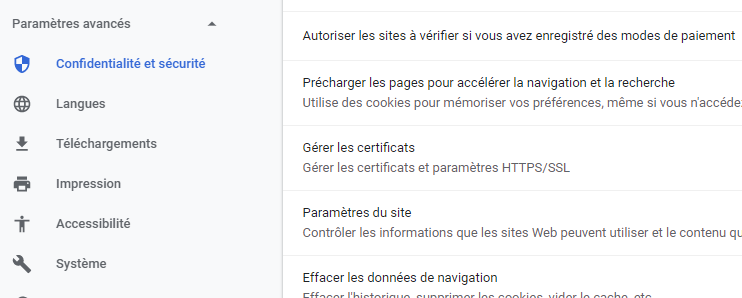 Paramètres avancés
Confidentialité et sécurité
Langues
Téléchargements
Impression
Accessibilité
Système
Autoriser les sites à vérifier si vous avez enregistré des modes de paiement
Précharger les pages pour accélérer la navigation et la recherche
Utilise des cookies pour mémoriser vos préférences, même si vous
Gérer les certificats
Gérer les certificats et paramètres HTTPS/SSL
Paramètres du site
Contrôler les informations que les sites Web peuvent utiliser et le contenu
Effacer les données de navigation
Effacer l'historique, supprimer les cookies, vider le cache, etc.